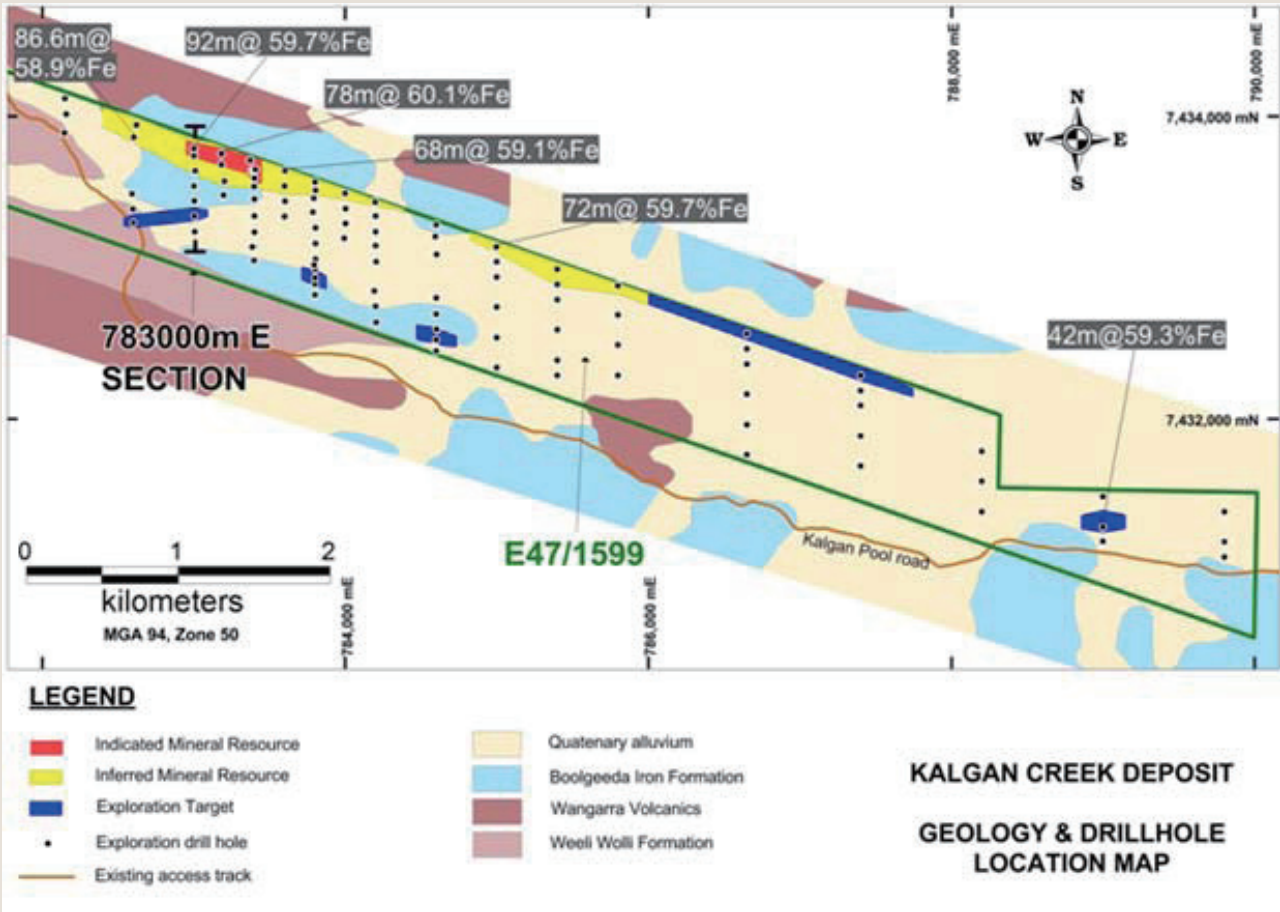 86.6m@
58.9%Fe
92m@ 59.7%Fe
78m@ 60.1%Fe
68m@ 59.1%Fe
72m@ 59.7%Fe
42m@59.3%Fe
788,000 mE
790,000 mE
N
W E
S
7,434,000 mN
7,432,000 mN
783000m E
SECTION
E47/1599
Kalgan Pool road
0 1 2
kilometers
MGA 94, Zone 50
784,000 mE
786,000 mE
LEGEND
Indicated Mineral Resource
Inferred Mineral Resource
Exploration Target
Exploration drill hole
Existing access track
Quatenary alluvium
Boolgeeda Iron Formation
Wangarra Volcanics
Weeli Wolli Formation
KALGAN CREEK DEPOSIT
GEOLOGY & DRILLHOLE
LOCATION MAP